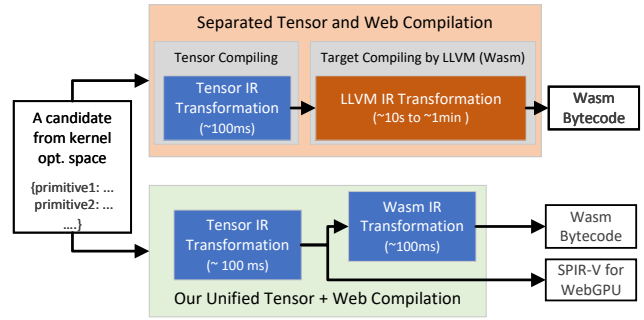 Separated Tensor and Web Compilation
Tensor Compiling
Target Compiling by LLVM (Wasm)
Tensor IR
Transformation
(~100ms)
LLVM IR Transformation
(~10s to ~1min )
Wasm
Bytecode
A candidate
from kernel
opt. space
{primitive1: ...
primitive2: ...
....}
Tensor IR
Transformation
(~ 100 ms)
Wasm IR
Transformation
(~100ms)
Wasm
Bytecode
SPIR-V for
WebGPU
Our Unified Tensor + Web Compilation